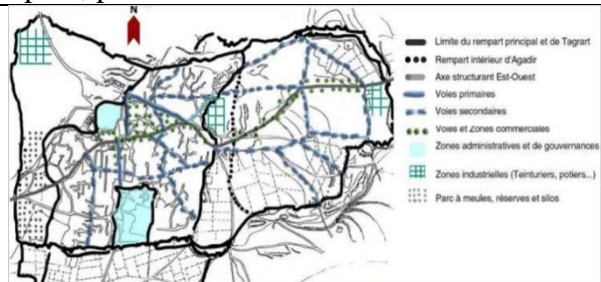 N
Limite du rempart principal et de Tagrart
Rempart intérieur d'Agadir
Axe structurant Est-Ouest
Voies primaires
Voies secondaires
Voies et Zones commerciales
Zones administratives et de gouvernances
Zones industrielles (Teinturiers, potiers...)
Parc à meules, réserves et silos